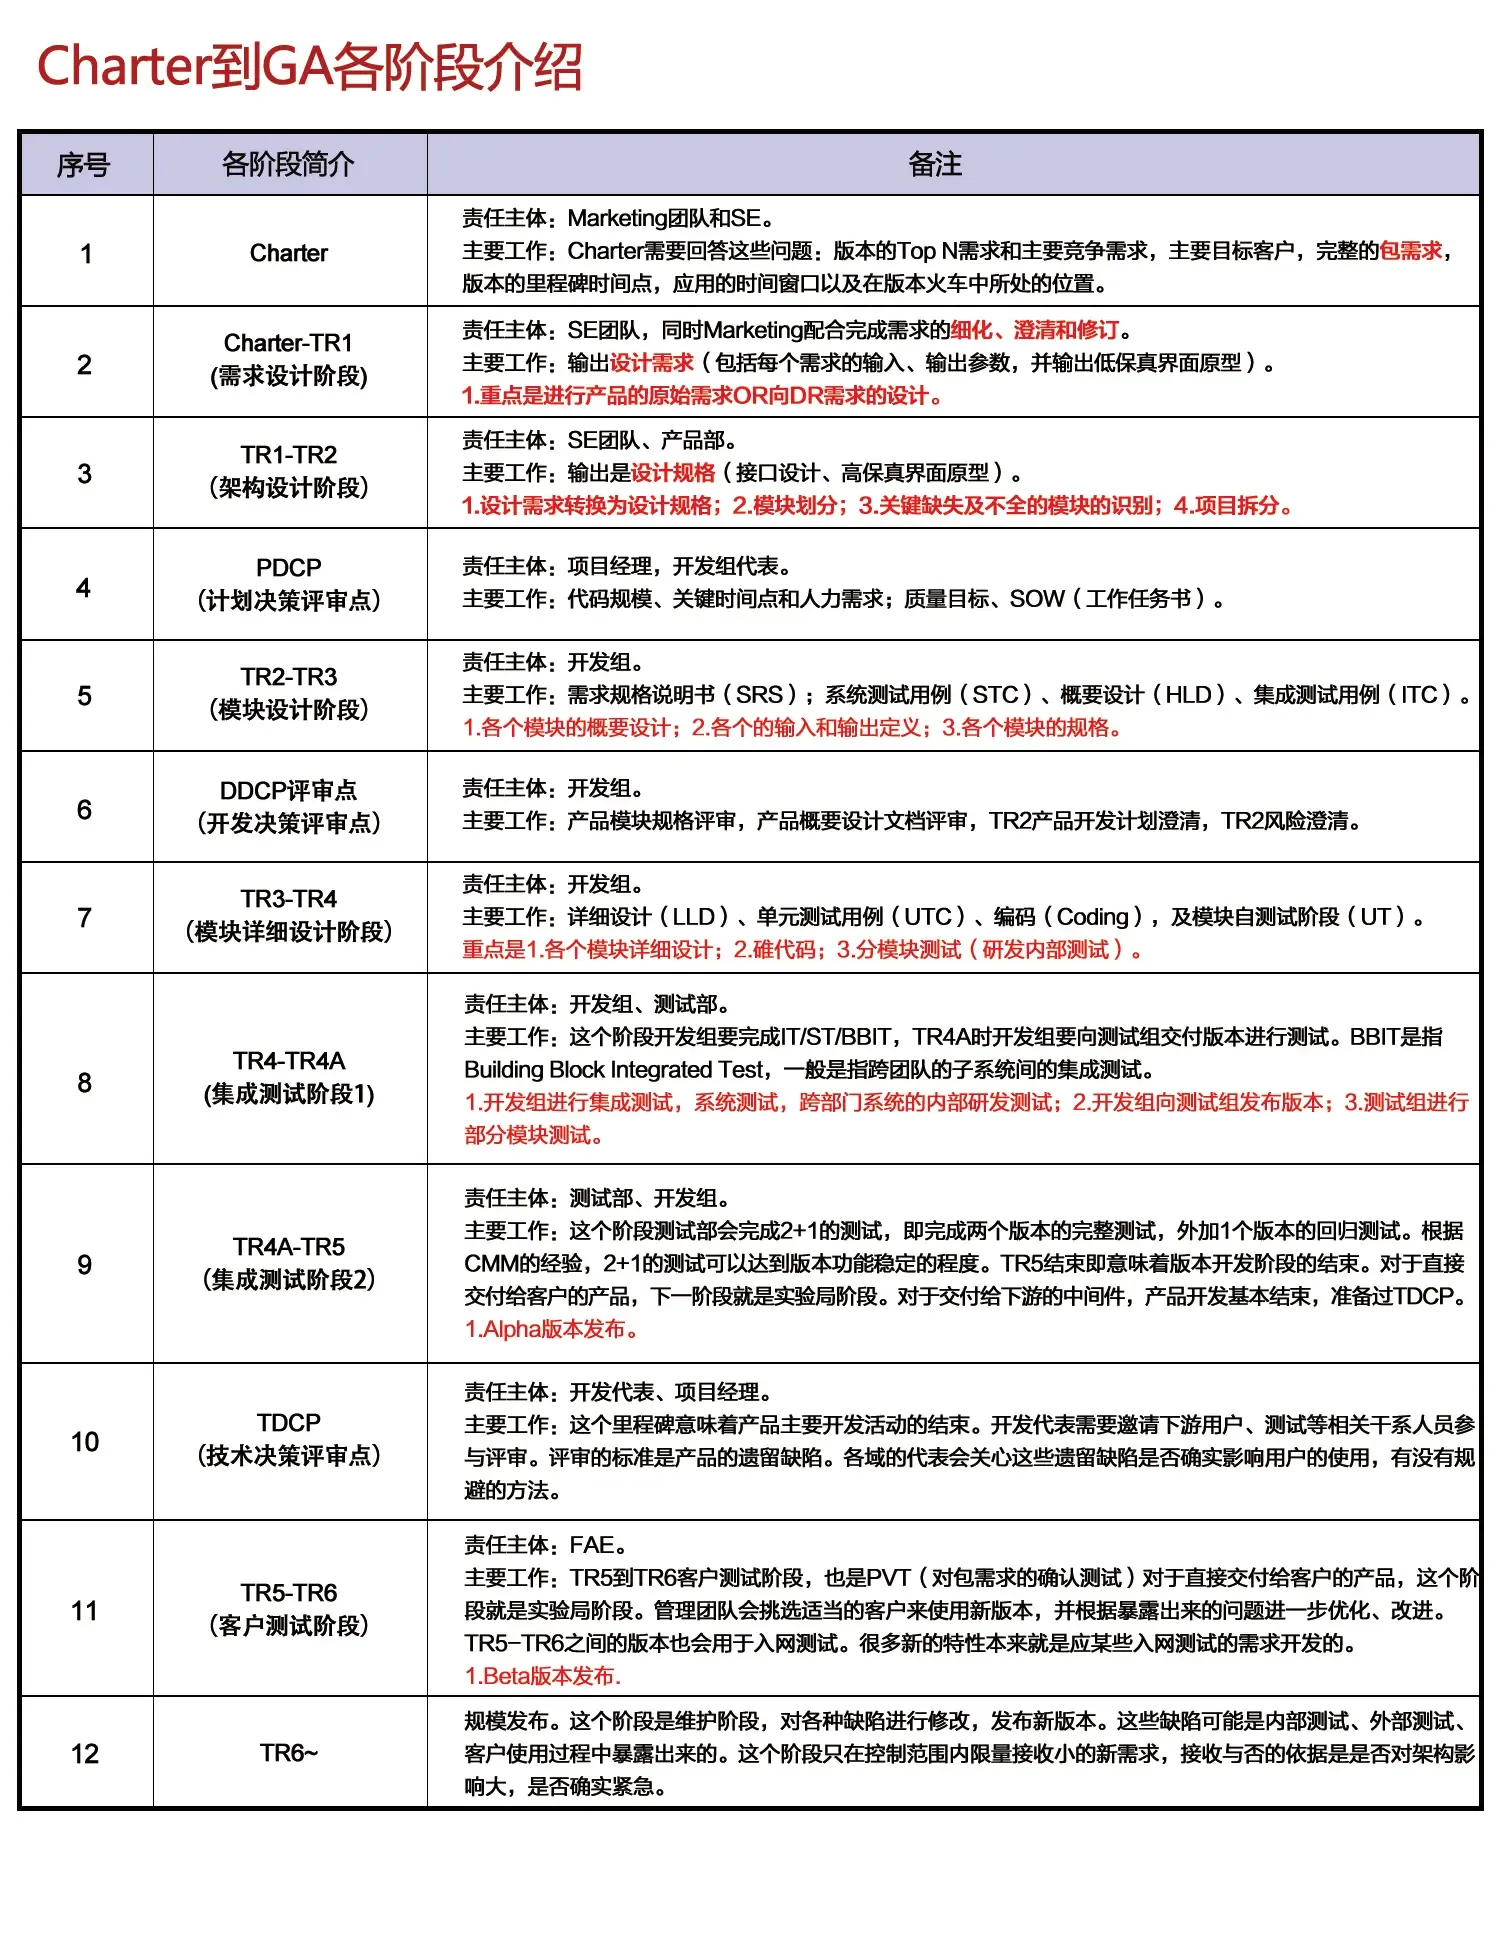 Charter到GA各阶段介绍
序号
各阶段简介
备注
1
Charter
责任主体：Marketing团队和SE。
主要工作：Charter需要回答这些问题：版本的Top N需求和主要竞争需求，主要目标客户，完整的包需求，
版本的里程碑时间点，应用的时间窗口以及在版本火车中所处的位置。
2
Charter-TR1
(需求设计阶段)
责任主体：SE团队，同时Marketing配合完成需求的细化、澄清和修订。
主要工作：输出设计需求（包括每个需求的输入、输出参数，并输出低保真界面原型）。
1.重点是进行产品的原始需求OR向DR需求的设计。
3
TR1-TR2
（架构设计阶段）
责任主体：SE团队、产品部。
主要工作：输出是设计规格（接口设计、高保真界面原型）。
1.设计需求转换为设计规格；2.模块划分；3.关键缺失及不全的模块的识别；4.项目拆分。
4
PDCP
（计划决策评审点）
责任主体：项目经理，开发组代表。
主要工作：代码规模、关键时间点和人力需求；质量目标、SOW（工作任务书）。
5
TR2-TR3
（模块设计阶段）
责任主体：开发组。
主要工作：需求规格说明书（SRS）；系统测试用例（STC）、概要设计（HLD）、集成测试用例（ITC）。
1.各个模块的概要设计；2.各个的输入和输出定义；3.各个模块的规格。
6
DDCP评审点
（开发决策评审点）
责任主体：开发组。
主要工作：产品模块规格评审，产品概要设计文档评审，TR2产品开发计划澄清，TR2风险澄清。
7
TR3-TR4
（模块详细设计阶段）
责任主体：开发组。
主要工作：详细设计（LLD）、单元测试用例（UTC）、编码（Coding），及模块自测试阶段（UT）。
重点是1.各个模块详细设计；2.碓代码；3.分模块测试（研发内部测试）。
8
TR4-TR4A
(集成测试阶段1)
责任主体：开发组、测试部。
主要工作：这个阶段开发组要完成IT/ST/BBIT，TR4A时开发组要向测试组交付版本进行测试。BBIT是指
Building Block Integrated Test，一般是指跨团队的子系统间的集成测试。
1.开发组进行集成测试，系统测试，跨部门系统的内部研发测试；2.开发组向测试组发布版本；3.测试组进行
部分模块测试。
9
TR4A-TR5
（集成测试阶段2）
责任主体：测试部、开发组。
主要工作：这个阶段测试部会完成2+1的测试，即完成两个版本的完整测试，外加1个版本的回归测试。根据
CMM的经验，2+1的测试可以达到版本功能稳定的程度。TR5结束即意味着版本开发阶段的结束。对于直接
交付给客户的产品，下一阶段就是实验局阶段。对于交付给下游的中间件，产品开发基本结束，准备过TDCP。
1.Alpha版本发布。
10
TDCP
（技术决策评审点）
责任主体：开发代表、项目经理。
主要工作：这个里程碑意味着产品主要开发活动的结束。开发代表需要邀请下游用户、测试等相关干系人员参
与评审。评审的标准是产品的遗留缺陷。各域的代表会关心这些遗留缺陷是否确实影响用户的使用，有没有规
避的方法。
11
TR5-TR6
（客户测试阶段）
责任主体：FAE。
主要工作：TR5到TR6客户测试阶段，也是PVT（对包需求的确认测试）对于直接交付给客户的产品，这个阶
段就是实验局阶段。管理团队会挑选适当的客户来使用新版本，并根据暴露出来的问题进一步优化、改进。
TR5-TR6之间的版本也会用于入网测试。很多新的特性本来就是应某些入网测试的需求开发的。
1.Beta版本发布.
12
TR6~
规模发布。这个阶段是维护阶段，对各种缺陷进行修改，发布新版本。这些缺陷可能是内部测试、外部测试、
客户使用过程中暴露出来的。这个阶段只在控制范围内限量接收小的新需求，接收与否的依据是是否对架构影
响大，是否确实紧急。